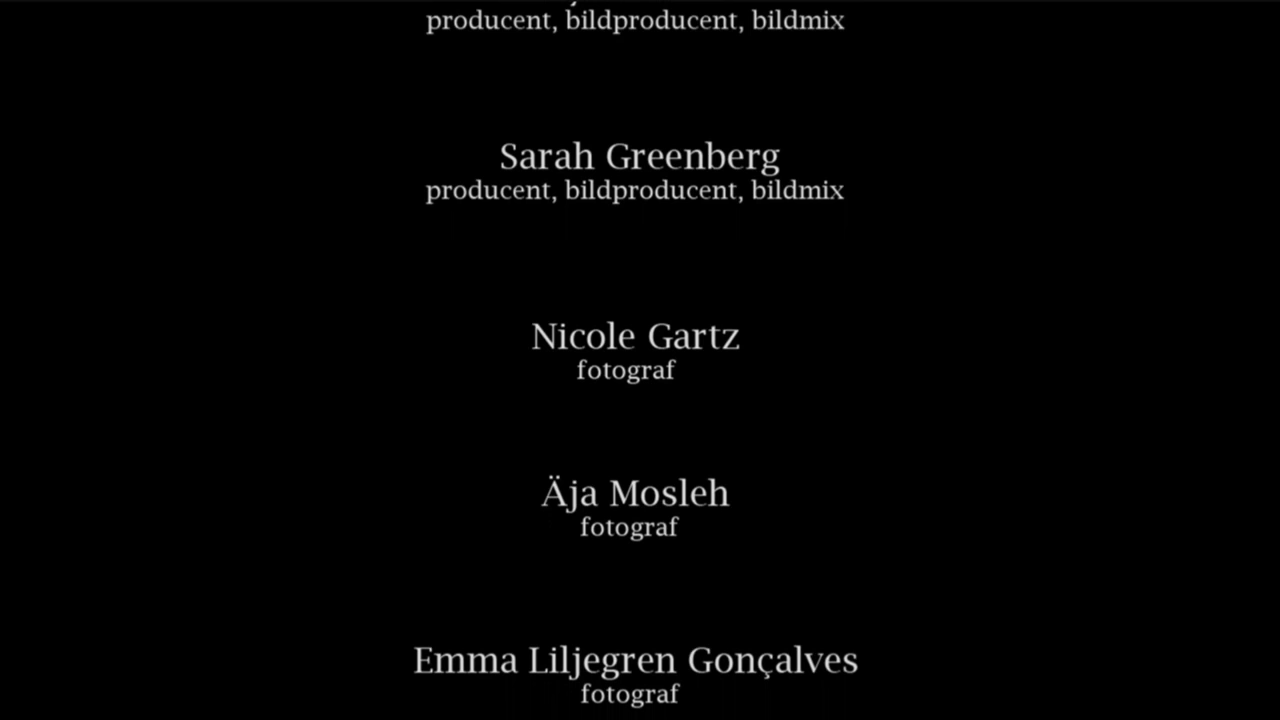 producent, bildproducent, bildmix
Sarah Greenberg
producent, bildproducent, bildmix
Nicole Gartz
fotograf
Äja Mosleh
fotograf
Emma Liljegren Gonçalves
fotograf